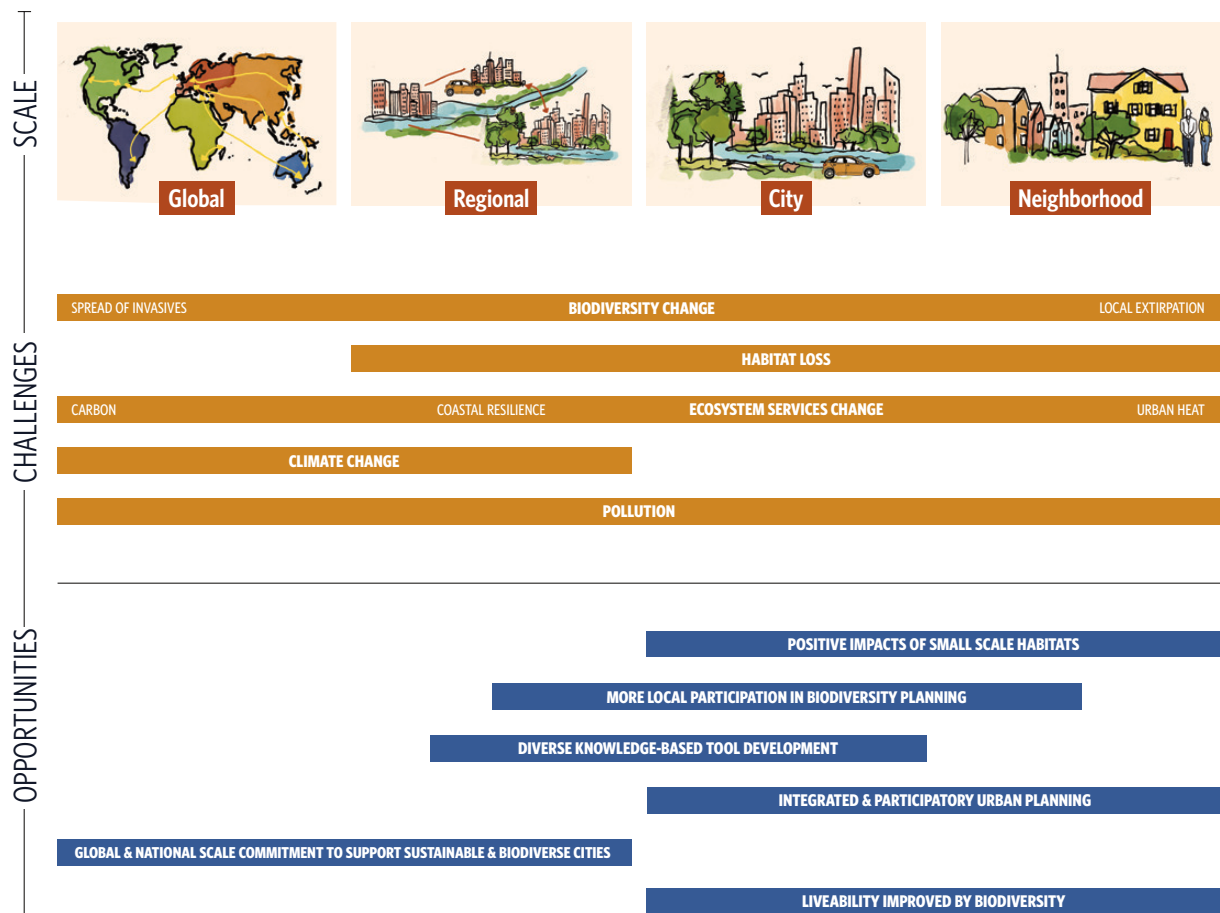 SCALE
Global
Regional
City
Neighborhood
CHALLENGES
SPREAD OF INVASIVES
BIODIVERSITY CHANGE
LOCAL EXTIRPATION
HABITAT LOSS
CARBON
COASTAL RESILIENCE
ECOSYSTEM SERVICES CHANGE
URBAN HEAT
CLIMATE CHANGE
POLLUTION
OPPORTUNITIES
POSITIVE IMPACTS OF SMALL SCALE HABITATS
MORE LOCAL PARTICIPATION IN BIODIVERSITY PLANNING
DIVERSE KNOWLEDGE-BASED TOOL DEVELOPMENT
INTEGRATED & PARTICIPATORY URBAN PLANNING
GLOBAL & NATIONAL SCALE COMMITMENT TO SUPPORT SUSTAINABLE & BIODIVERSE CITIES
LIVEABILITY IMPROVED BY BIODIVERSITY